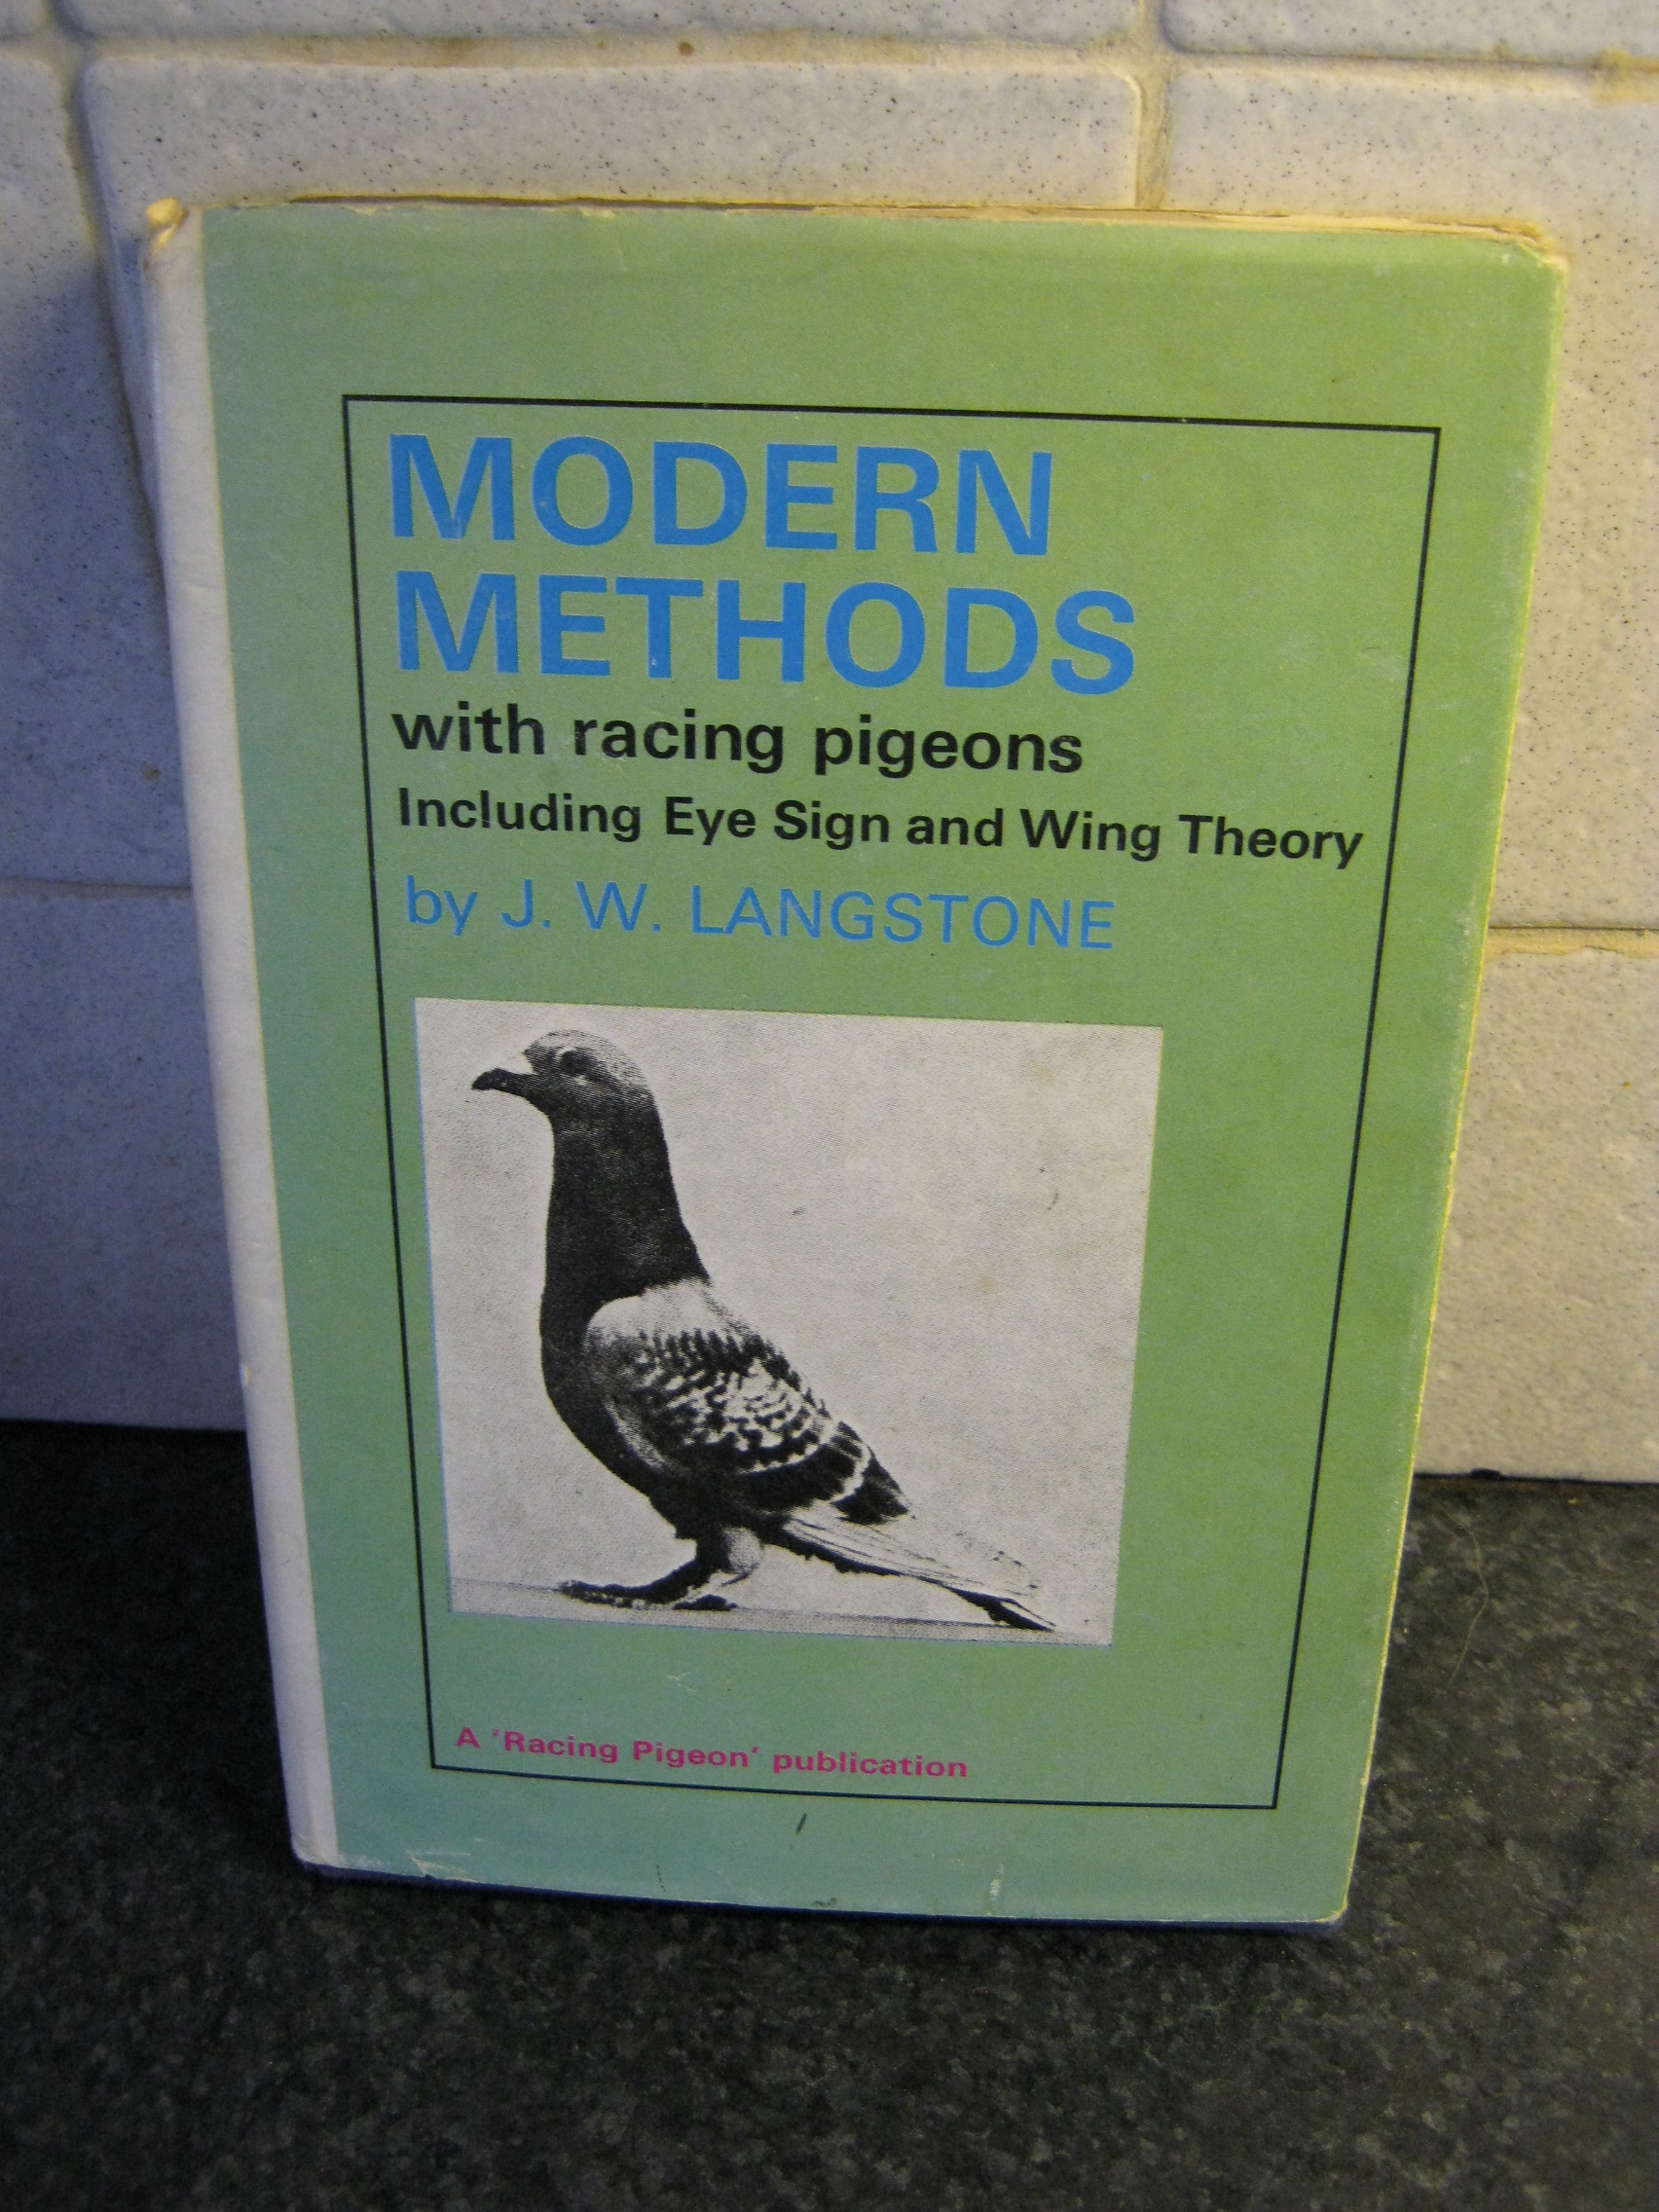 MODERN
METHODS
with racing pigeons
Including Eye Sign and Wing Theory
by J. W. LANGSTONE
A 'Racing Pigeon' publication